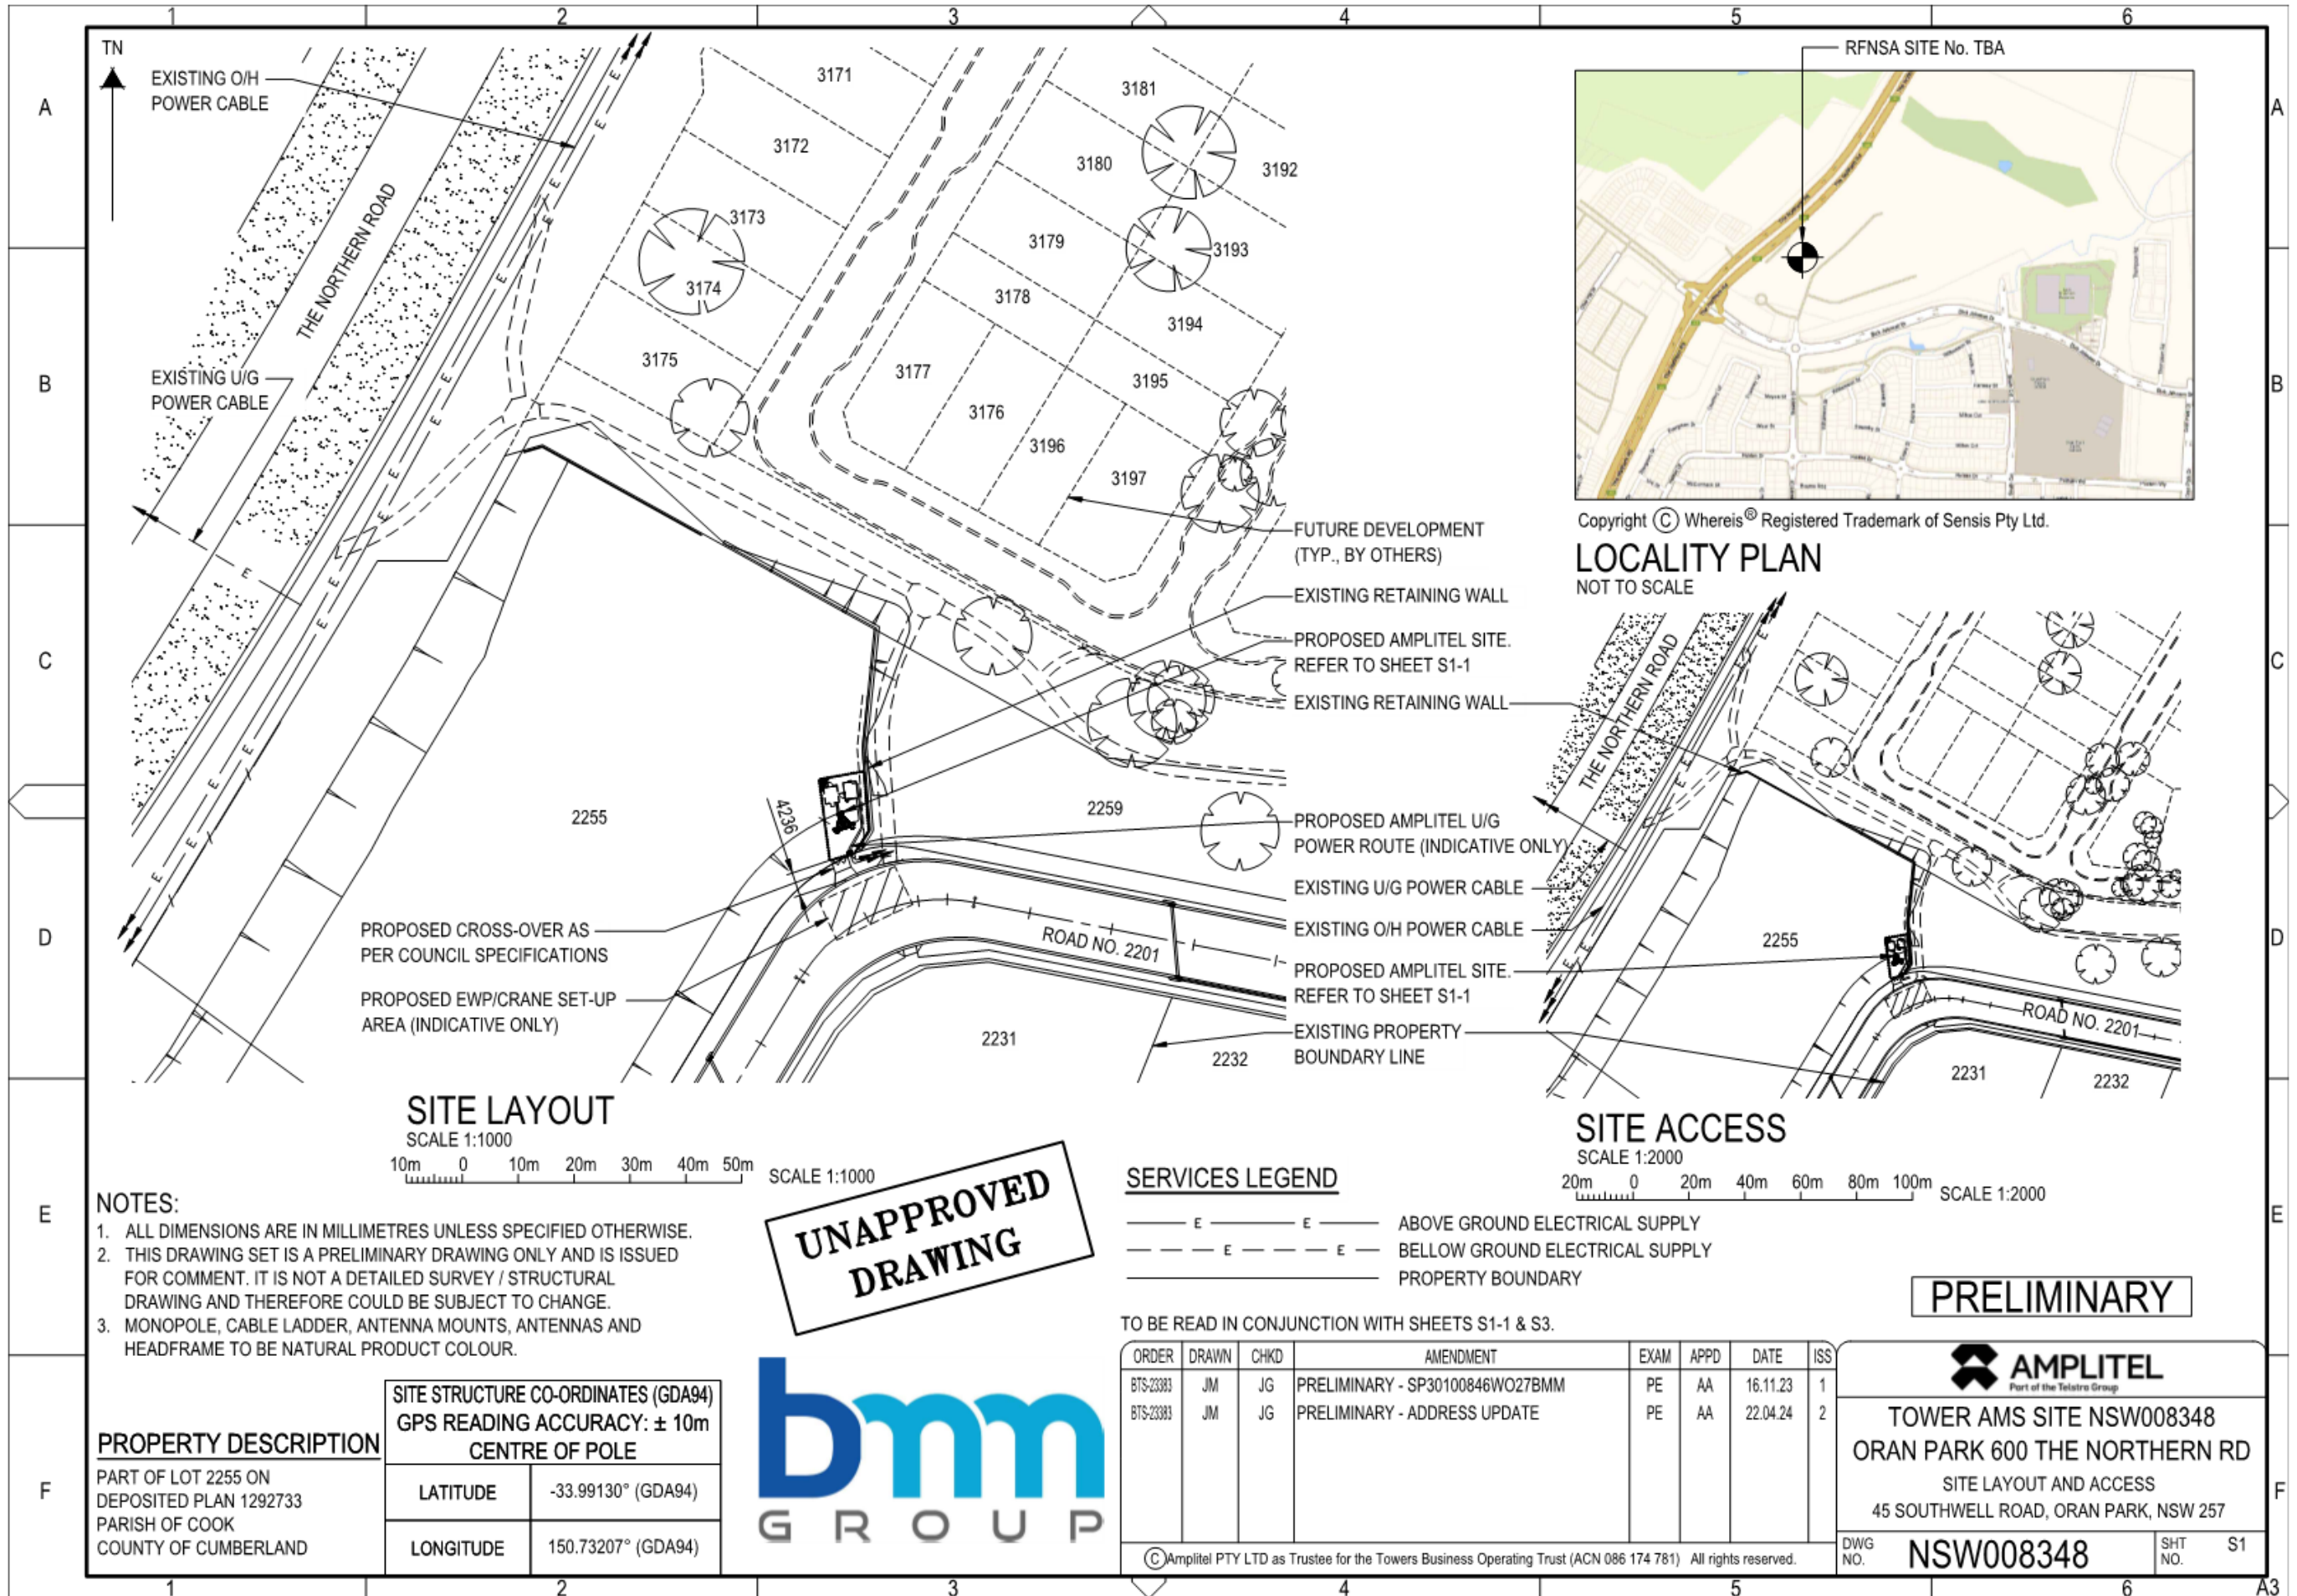 1 2 3 4 5 6
A
B
C
D
E
F
TN
EXISTING O/H
POWER CABLE
THE NORTHERN ROAD
EXISTING U/G
POWER CABLE
3171
3172
3173
3174
3175
3181
3180
3192
3179
3193
3178
3194
3177
3195
3176
3196
3197
FUTURE DEVELOPMENT
(TYP., BY OTHERS)
EXISTING RETAINING WALL
PROPOSED AMPLITEL SITE.
REFER TO SHEET S1-1
EXISTING RETAINING WALL
2255
4236
2259
PROPOSED AMPLITEL U/G
POWER ROUTE (INDICATIVE ONLY)
EXISTING U/G POWER CABLE
EXISTING O/H POWER CABLE
PROPOSED AMPLITEL SITE.
REFER TO SHEET S1-1
EXISTING PROPERTY
BOUNDARY LINE
PROPOSED CROSS-OVER AS
PER COUNCIL SPECIFICATIONS
PROPOSED EWP/CRANE SET-UP
AREA (INDICATIVE ONLY)
ROAD NO. 2201
2231
2232
RFNSA SITE No. TBA
Copyright © Whereis® Registered Trademark of Sensis Pty Ltd.
LOCALITY PLAN
NOT TO SCALE
THE NORTHERN ROAD
2255
ROAD NO. 2201
2231
2232
SITE LAYOUT
SCALE 1:1000
10m 0 10m 20m 30m 40m 50m SCALE 1:1000
SITE ACCESS
SCALE 1:2000
20m 0 20m 40m 60m 80m 100m SCALE 1:2000
NOTES:
1. ALL DIMENSIONS ARE IN MILLIMETRES UNLESS SPECIFIED OTHERWISE.
2. THIS DRAWING SET IS A PRELIMINARY DRAWING ONLY AND IS ISSUED
FOR COMMENT. IT IS NOT A DETAILED SURVEY / STRUCTURAL
DRAWING AND THEREFORE COULD BE SUBJECT TO CHANGE.
3. MONOPOLE, CABLE LADDER, ANTENNA MOUNTS, ANTENNAS AND
HEADFRAME TO BE NATURAL PRODUCT COLOUR.
UNAPPROVED
DRAWING
SERVICES LEGEND
E E ABOVE GROUND ELECTRICAL SUPPLY
E E BELLOW GROUND ELECTRICAL SUPPLY
PROPERTY BOUNDARY
PRELIMINARY
TO BE READ IN CONJUNCTION WITH SHEETS S1-1 & S3.
ORDER DRAWN CHKD AMENDMENT EXAM APPD DATE ISS
BTS-23383 JM JG PRELIMINARY - SP30100846WO27BMM PE AA 16.11.23 1
BTS-23383 JM JG PRELIMINARY - ADDRESS UPDATE PE AA 22.04.24 2
© Amplitel PTY LTD as Trustee for the Towers Business Operating Trust (ACN 086 174 781) All rights reserved.
PROPERTY DESCRIPTION
PART OF LOT 2255 ON
DEPOSITED PLAN 1292733
PARISH OF COOK
COUNTY OF CUMBERLAND
SITE STRUCTURE CO-ORDINATES (GDA94)
GPS READING ACCURACY: ± 10m
CENTRE OF POLE
LATITUDE -33.99130° (GDA94)
LONGITUDE 150.73207° (GDA94)
bmm
GROUP
AMPLITEL
Part of the Telstra Group
TOWER AMS SITE NSW008348
ORAN PARK 600 THE NORTHERN RD
SITE LAYOUT AND ACCESS
45 SOUTHWELL ROAD, ORAN PARK, NSW 257
DWG
NO. NSW008348
SHT
NO. S1
A
B
C
D
E
F
1 2 3 4 5 6
A3